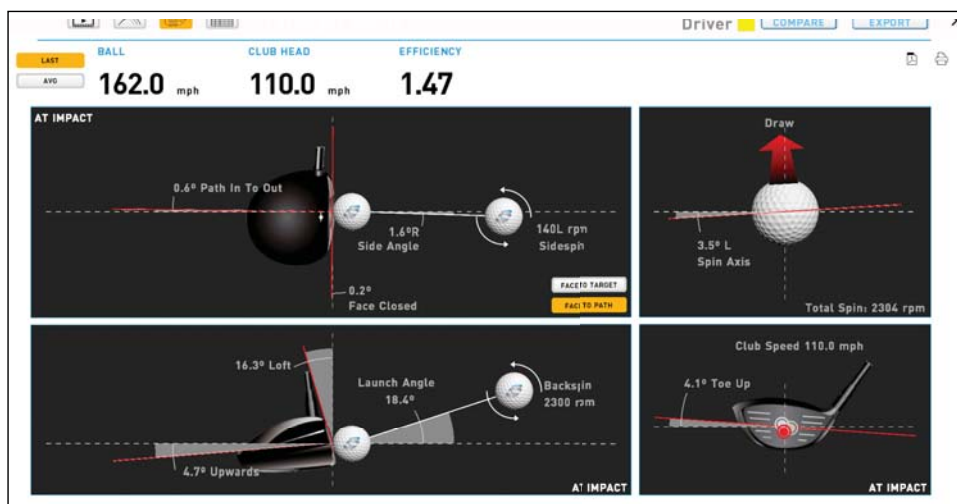 Driver COMPARE EXPORT
LAST
AVG
BALL
162.0 mph
CLUB HEAD
110.0 mph
EFFICIENCY
1.47
AT IMPACT
0.6º Path In To Out
1.6ºR
Side Angle
140L rpm
Sidespin
0.2º
Face Closed
FACE TO TARGET
FACE TO PATH
Draw
3.5º L
Spin Axis
Total Spin: 2304 rpm
16.3º Loft
Launch Angle
18.4º
Backspin
2300 rpm
4.7º Upwards
AT IMPACT
Club Speed 110.0 mph
4.1º Toe Up
AT IMPACT